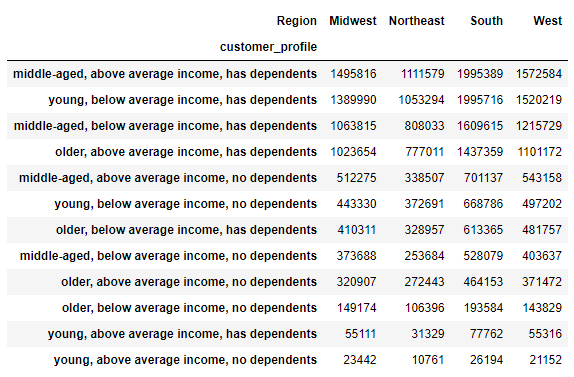 Region Midwest Northeast South West
customer_profile
middle-aged, above average income, has dependents 1495816 1111579 1995389 1572584
young, below average income, has dependents 1389990 1053294 1995716 1520219
middle-aged, below average income, has dependents 1063815 808033 1609615 1215729
older, above average income, has dependents 1023654 777011 1437359 1101172
middle-aged, above average income, no dependents 512275 338507 701137 543158
young, below average income, no dependents 443330 372691 668786 497202
older, below average income, has dependents 410311 328957 613365 481757
middle-aged, below average income, no dependents 373688 253684 528079 403637
older, above average income, no dependents 320907 272443 464153 371472
older, below average income, no dependents 149174 106396 193584 143829
young, above average income, has dependents 55111 31329 77762 55316
young, above average income, no dependents 23442 10761 26194 21152